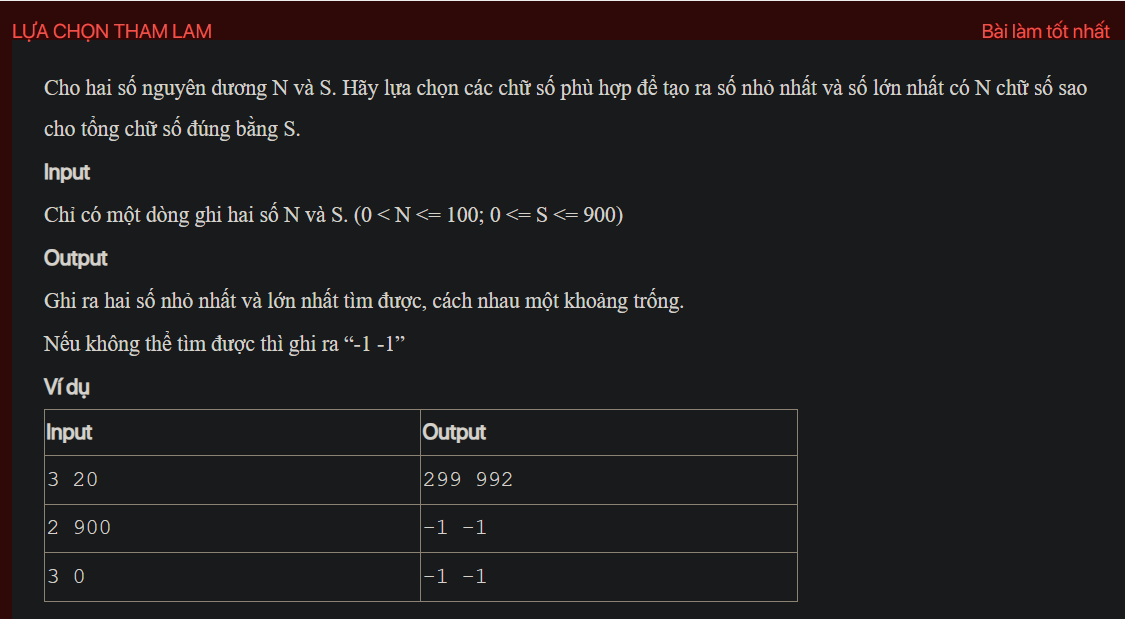 LỰA CHỌN THAM LAM
Bài làm tốt nhất
Cho hai số nguyên dương N và S. Hãy lựa chọn các chữ số phù hợp để tạo ra số nhỏ nhất và số lớn nhất có N chữ số sao
cho tổng chữ số đúng bằng S.
Input
Chỉ có một dòng ghi hai số N và S. (0 < N <= 100; 0 <= S <= 900)
Output
Ghi ra hai số nhỏ nhất và lớn nhất tìm được, cách nhau một khoảng trống.
Nếu không thể tìm được thì ghi ra “-1 -1”
Ví dụ
Input Output
3 20 299 992
2 900 -1 -1
3 0 -1 -1